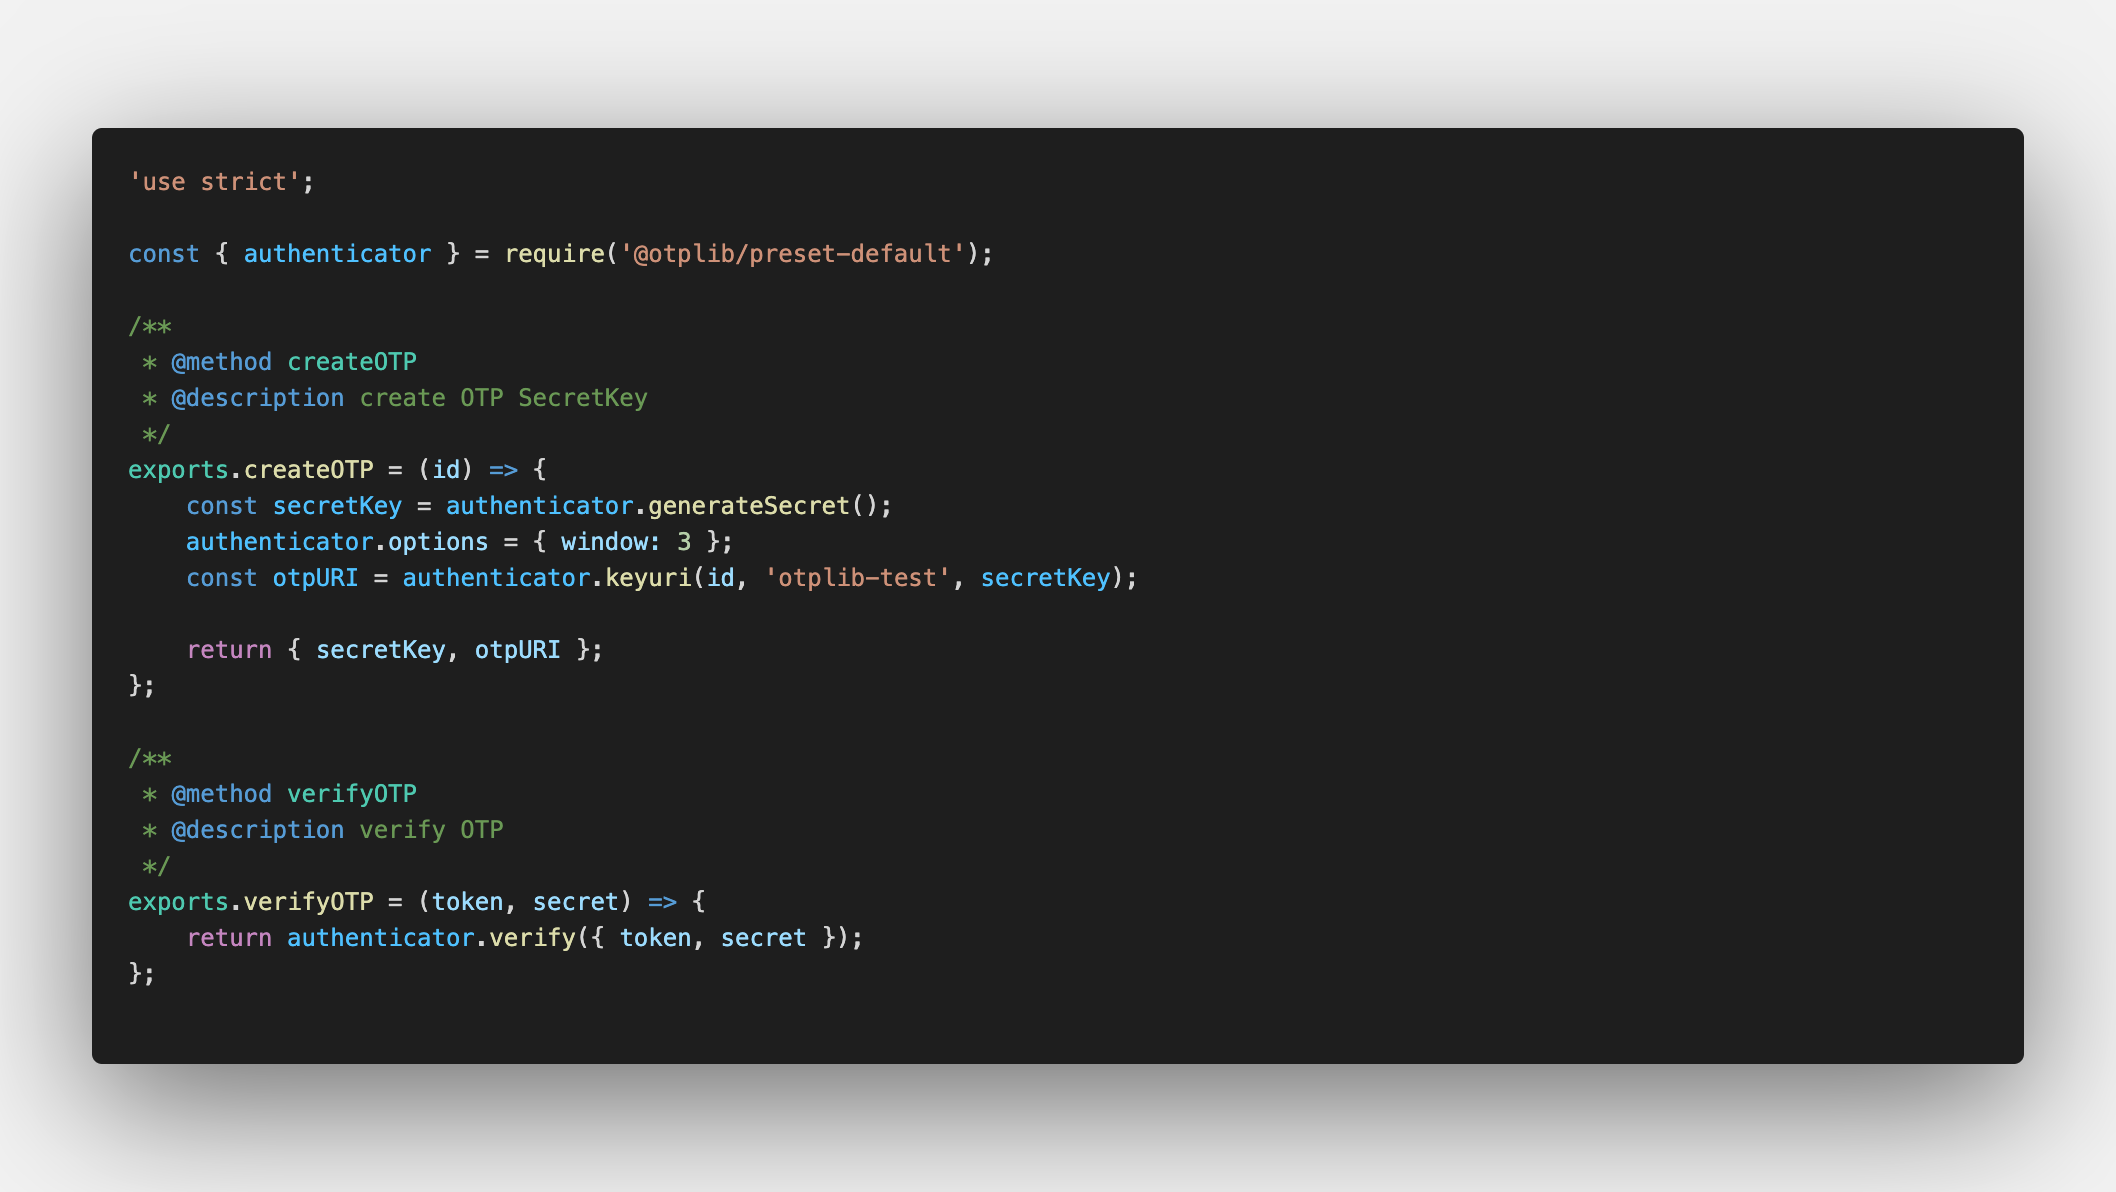 'use strict';
const { authenticator } = require('@otplib/preset-default');
/**
 * @method createOTP
 * @description create OTP SecretKey
 */
exports.createOTP = (id) => {
    const secretKey = authenticator.generateSecret();
    authenticator.options = { window: 3 };
    const otpURI = authenticator.keyuri(id, 'otplib-test', secretKey);
    return { secretKey, otpURI };
};
/**
 * @method verifyOTP
 * @description verify OTP
 */
exports.verifyOTP = (token, secret) => {
    return authenticator.verify({ token, secret });
};